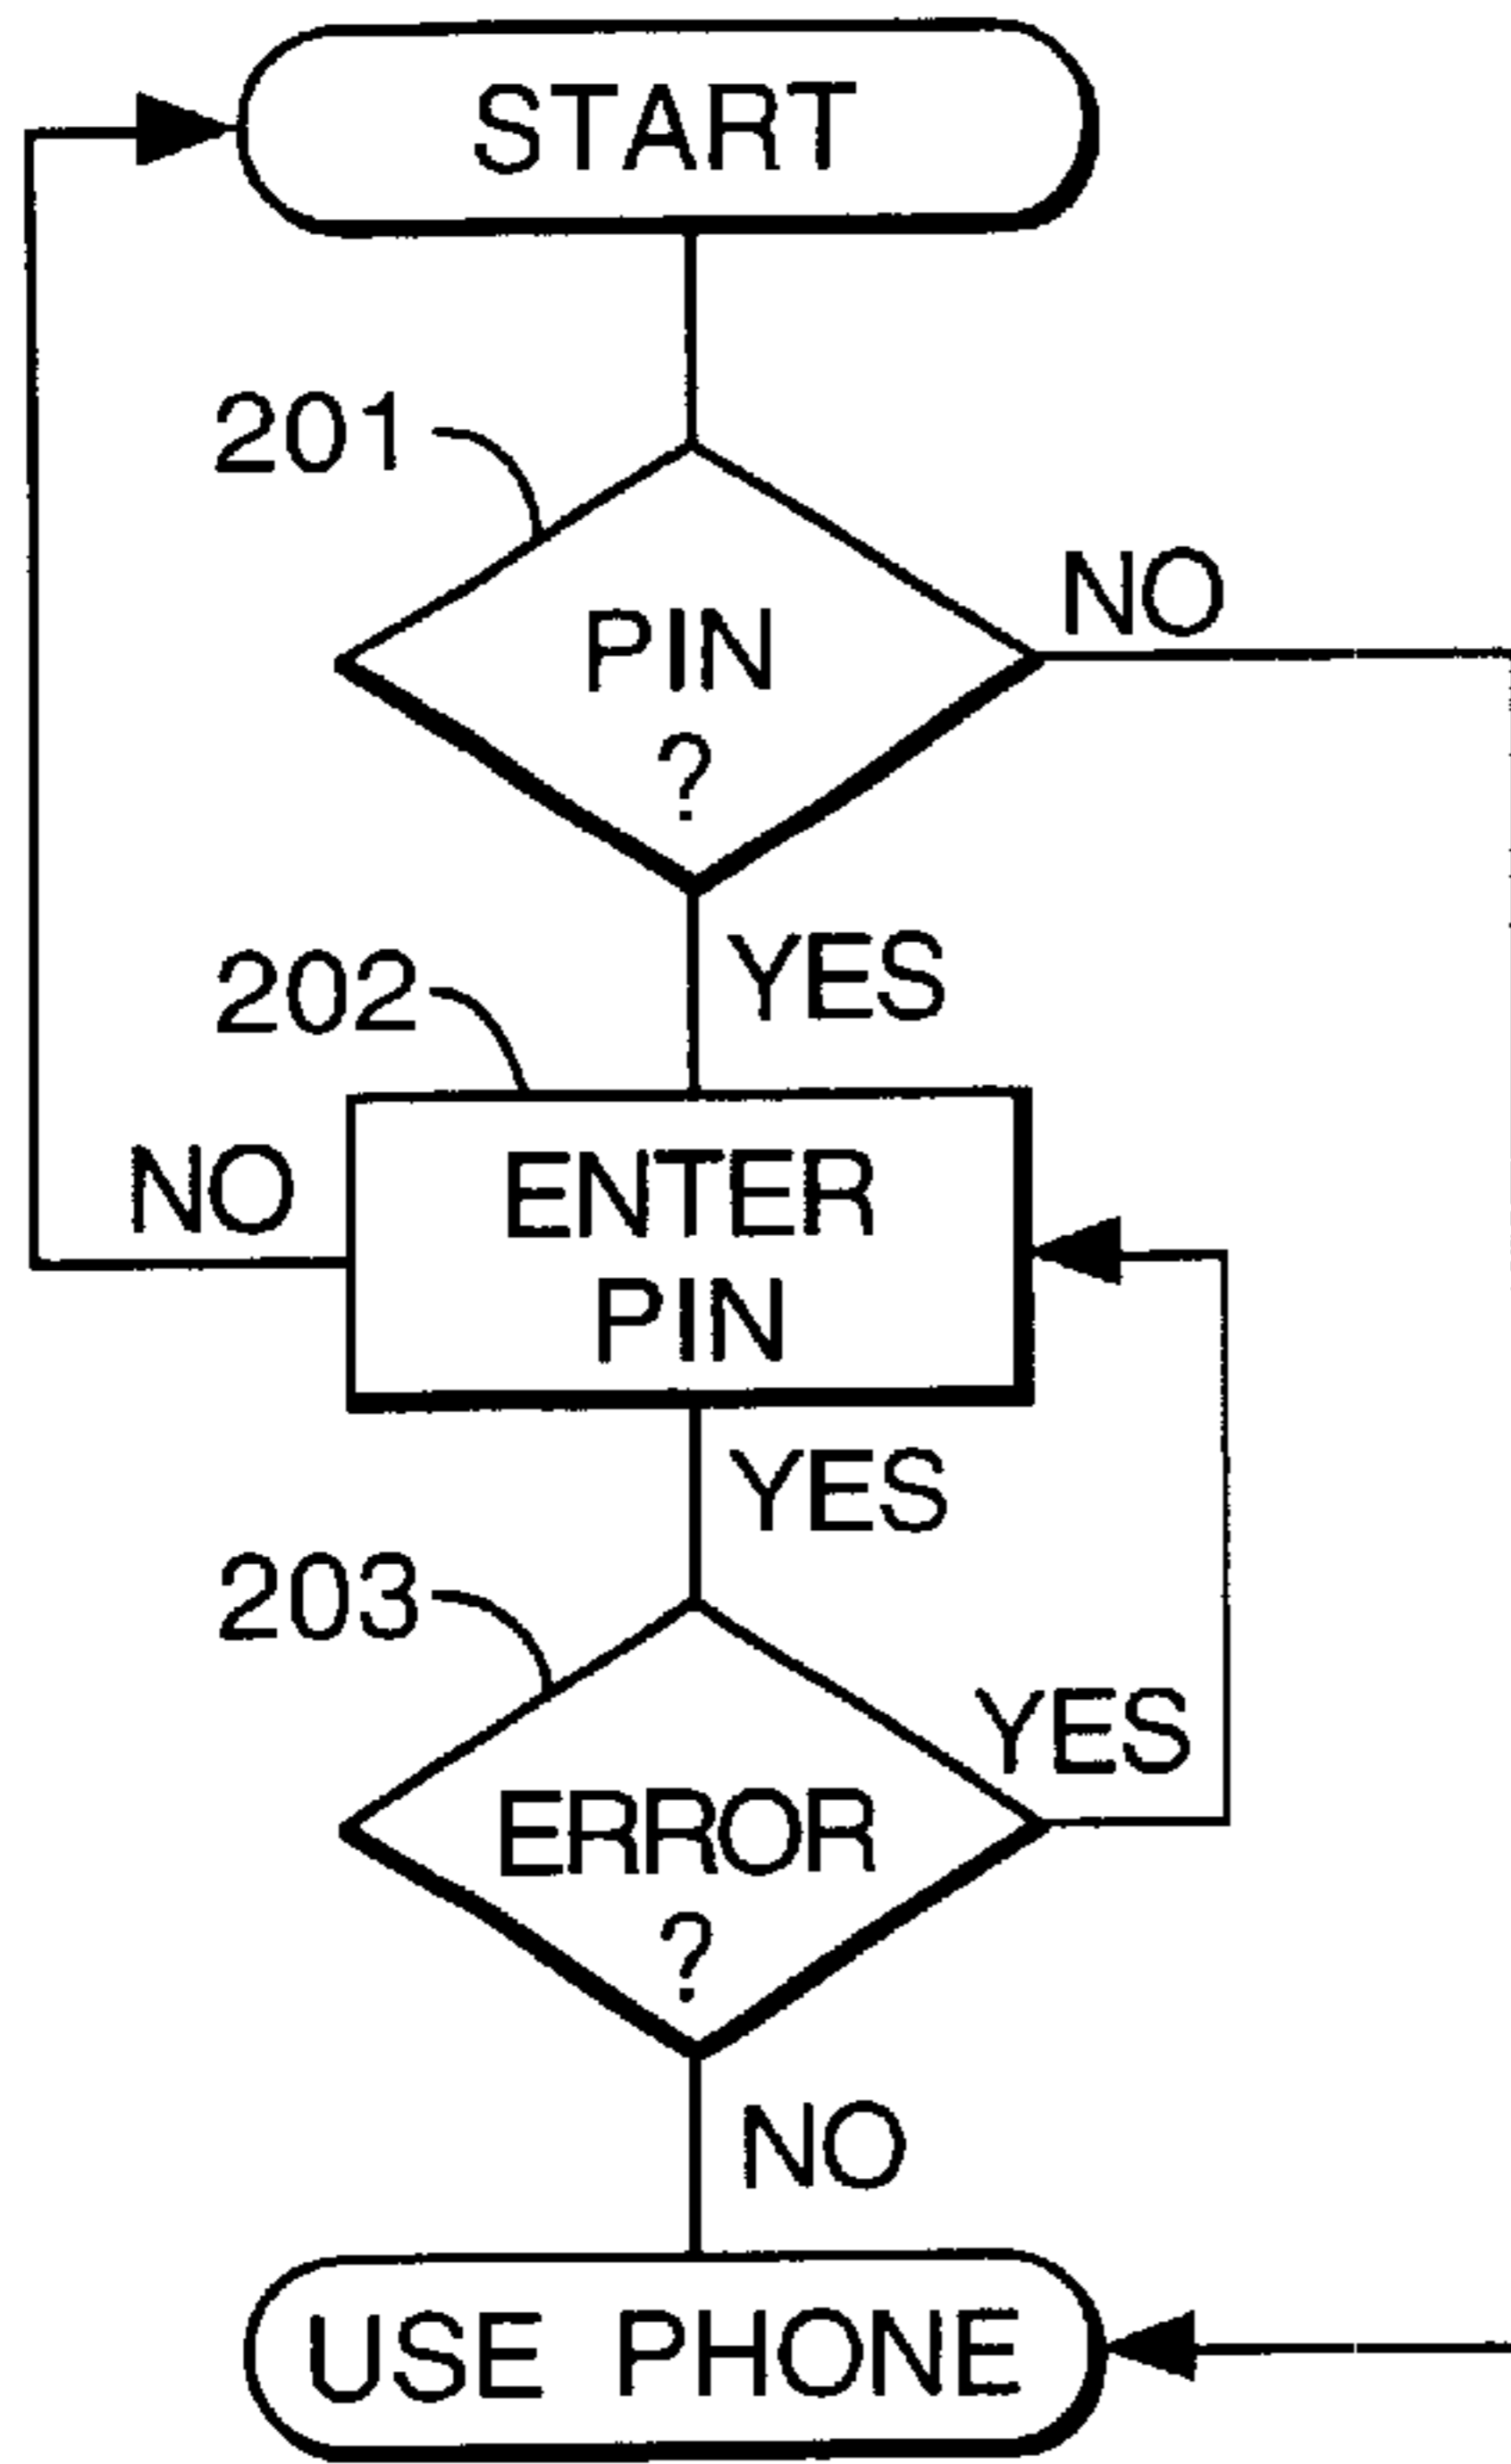 START
201
PIN
?
NO
YES
202
NO
ENTER
PIN
YES
203
YES
ERROR
?
NO
USE PHONE